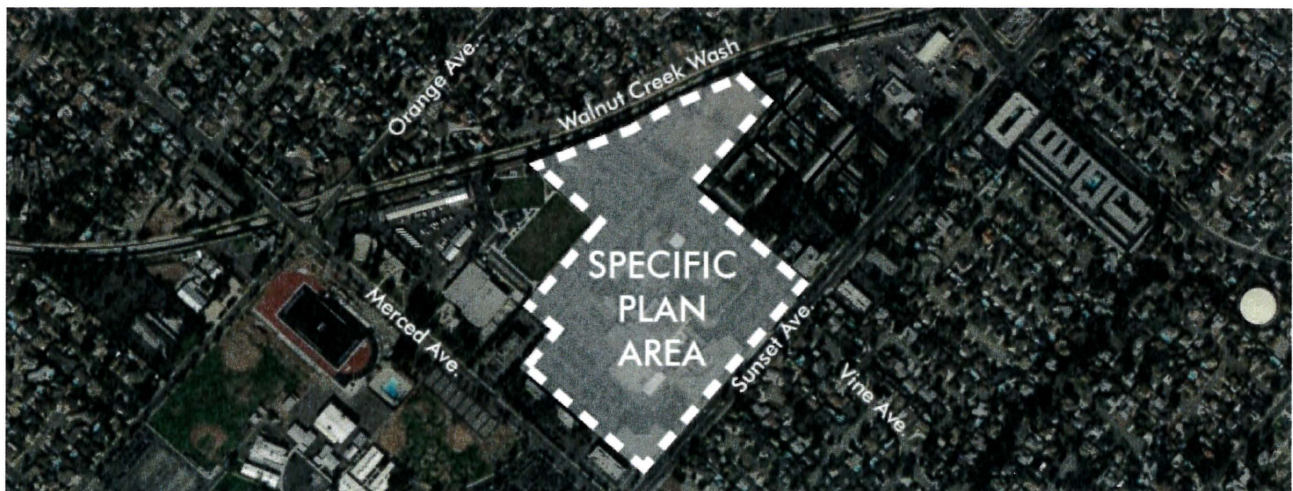 Orange Ave.
Walnut Creek Wash
SPECIFIC
PLAN
AREA
Merced Ave.
Sunset Ave.
Vine Ave.